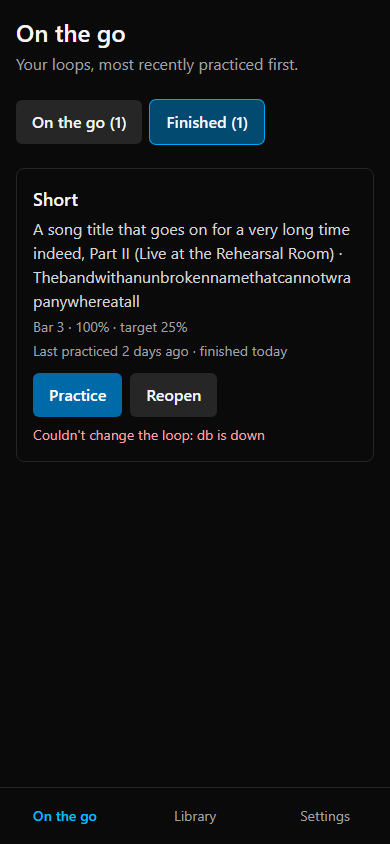 On the go
Your loops, most recently practiced first.
On the go (1)
Finished (1)
Short
A song title that goes on for a very long time
indeed, Part II (Live at the Rehearsal Room) ·
Thebandwithanunbrokennamethatcannotwra
panywhereatall
Bar 3 · 100% · target 25%
Last practiced 2 days ago · finished today
Practice
Reopen
Couldn't change the loop: db is down
On the go
Library
Settings